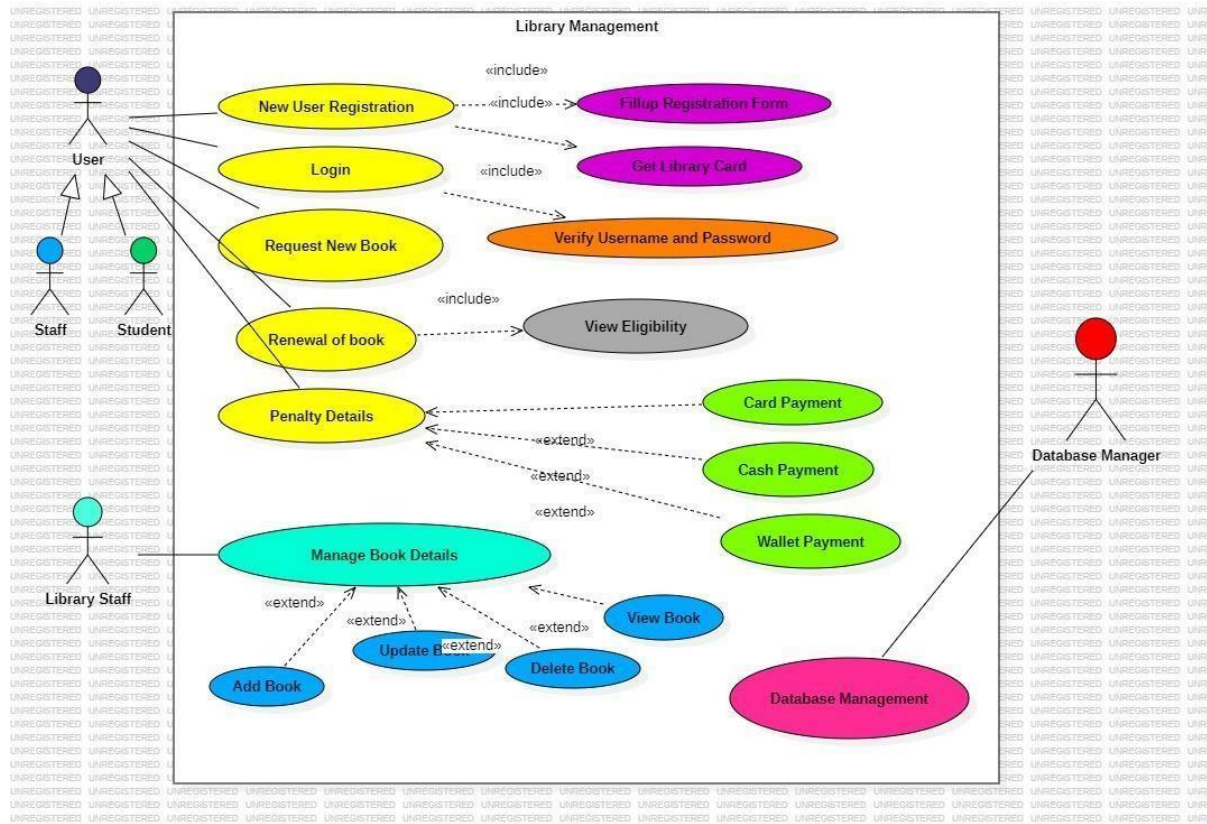 Library Management
«include»
New User Registration
«include»
Fillup Registration Form
User
Login
«include»
Get Library Card
Request New Book
Verify Username and Password
Staff
Student
«include»
Renewal of book
View Eligibility
Penalty Details
Card Payment
«extend»
Cash Payment
«extend»
Database Manager
«extend»
Wallet Payment
Library Staff
Manage Book Details
«extend»
«extend»
«extend»
«extend»
View Book
Add Book
Update Book
Delete Book
Database Management
UNREGISTERED